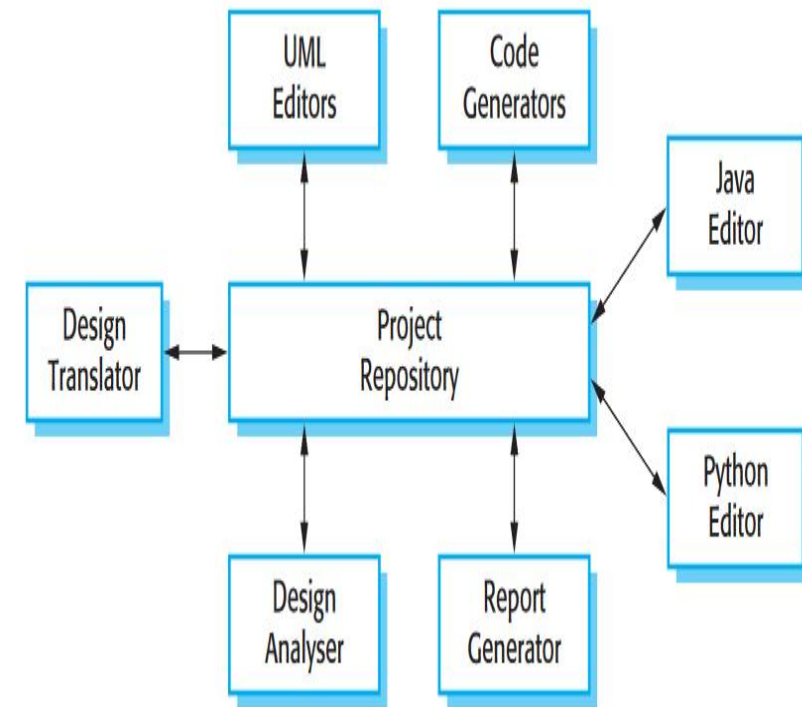 UML
Editors
Code
Generators
Java
Editor
Design
Translator
Project
Repository
Python
Editor
Design
Analyser
Report
Generator